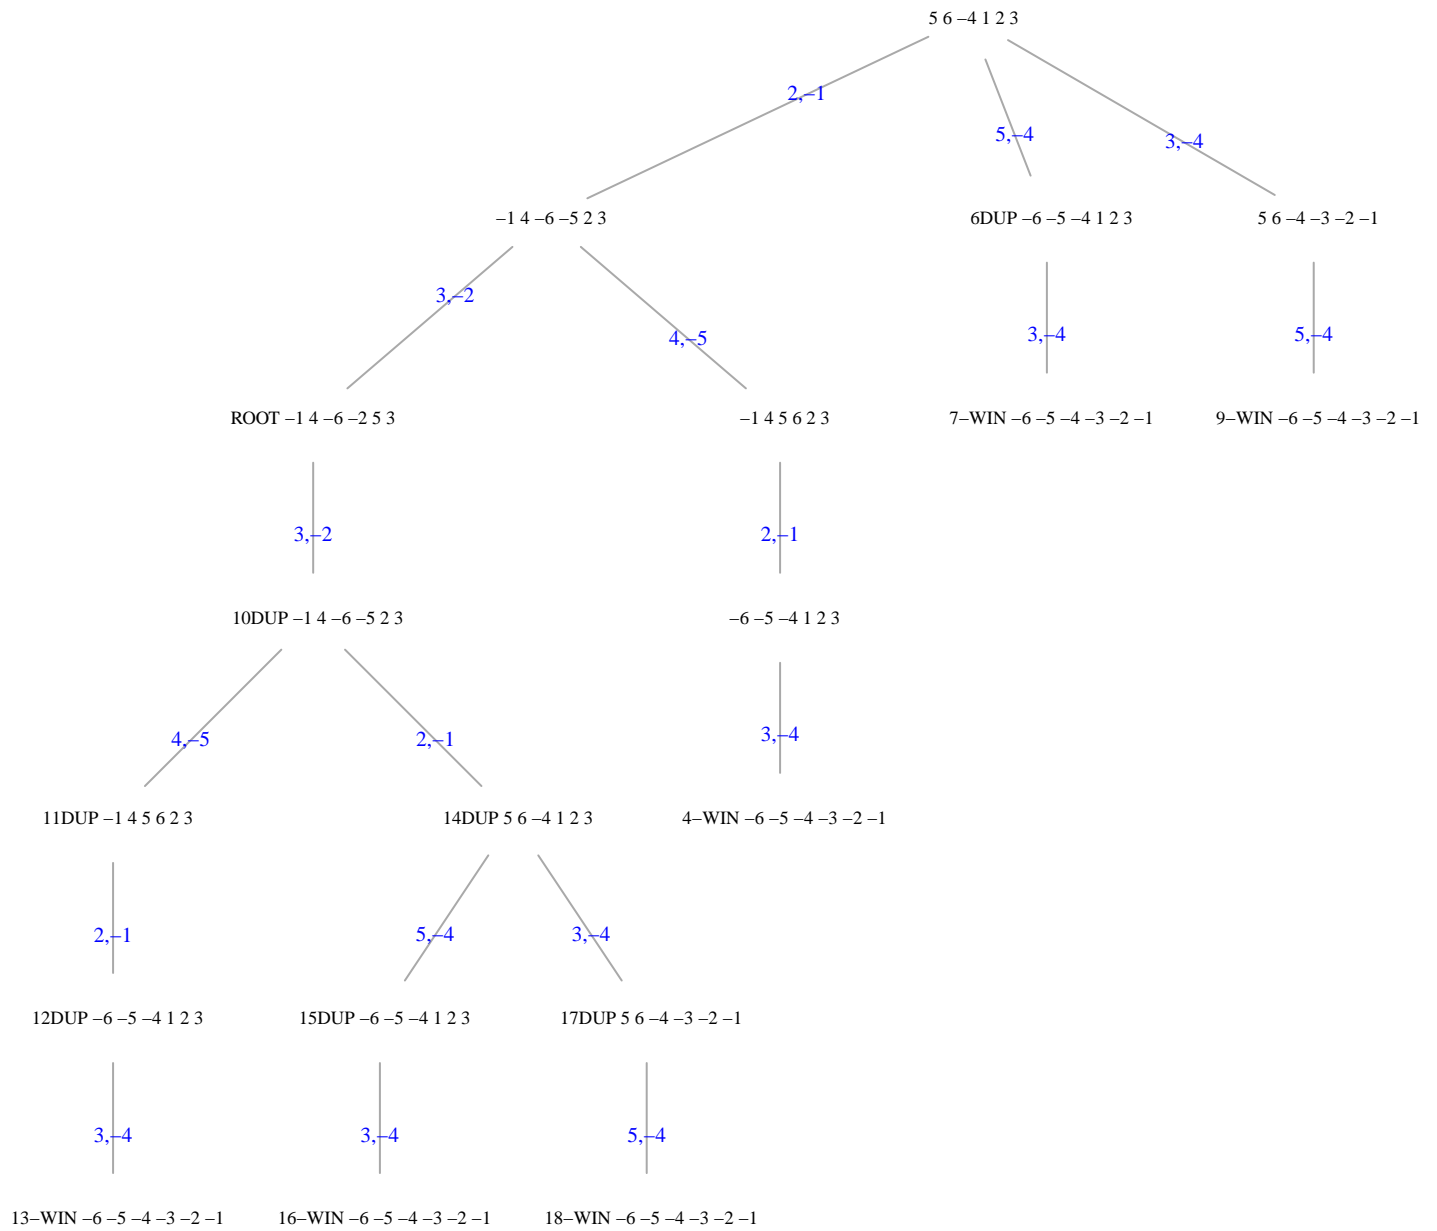 5 6 –4 1 2 3
2,–1
5,–4
3,–4
–1 4 –6 –5 2 3
6DUP –6 –5 –4 1 2 3
5 6 –4 –3 –2 –1
3,–2
4,–5
3,–4
5,–4
ROOT –1 4 –6 –2 5 3
–1 4 5 6 2 3
7–WIN –6 –5 –4 –3 –2 –1
9–WIN –6 –5 –4 –3 –2 –1
3,–2
2,–1
10DUP –1 4 –6 –5 2 3
–6 –5 –4 1 2 3
4,–5
2,–1
3,–4
11DUP –1 4 5 6 2 3
14DUP 5 6 –4 1 2 3
4–WIN –6 –5 –4 –3 –2 –1
2,–1
5,–4
3,–4
12DUP –6 –5 –4 1 2 3
15DUP –6 –5 –4 1 2 3
17DUP 5 6 –4 –3 –2 –1
3,–4
3,–4
5,–4
13–WIN –6 –5 –4 –3 –2 –1
16–WIN –6 –5 –4 –3 –2 –1
18–WIN –6 –5 –4 –3 –2 –1